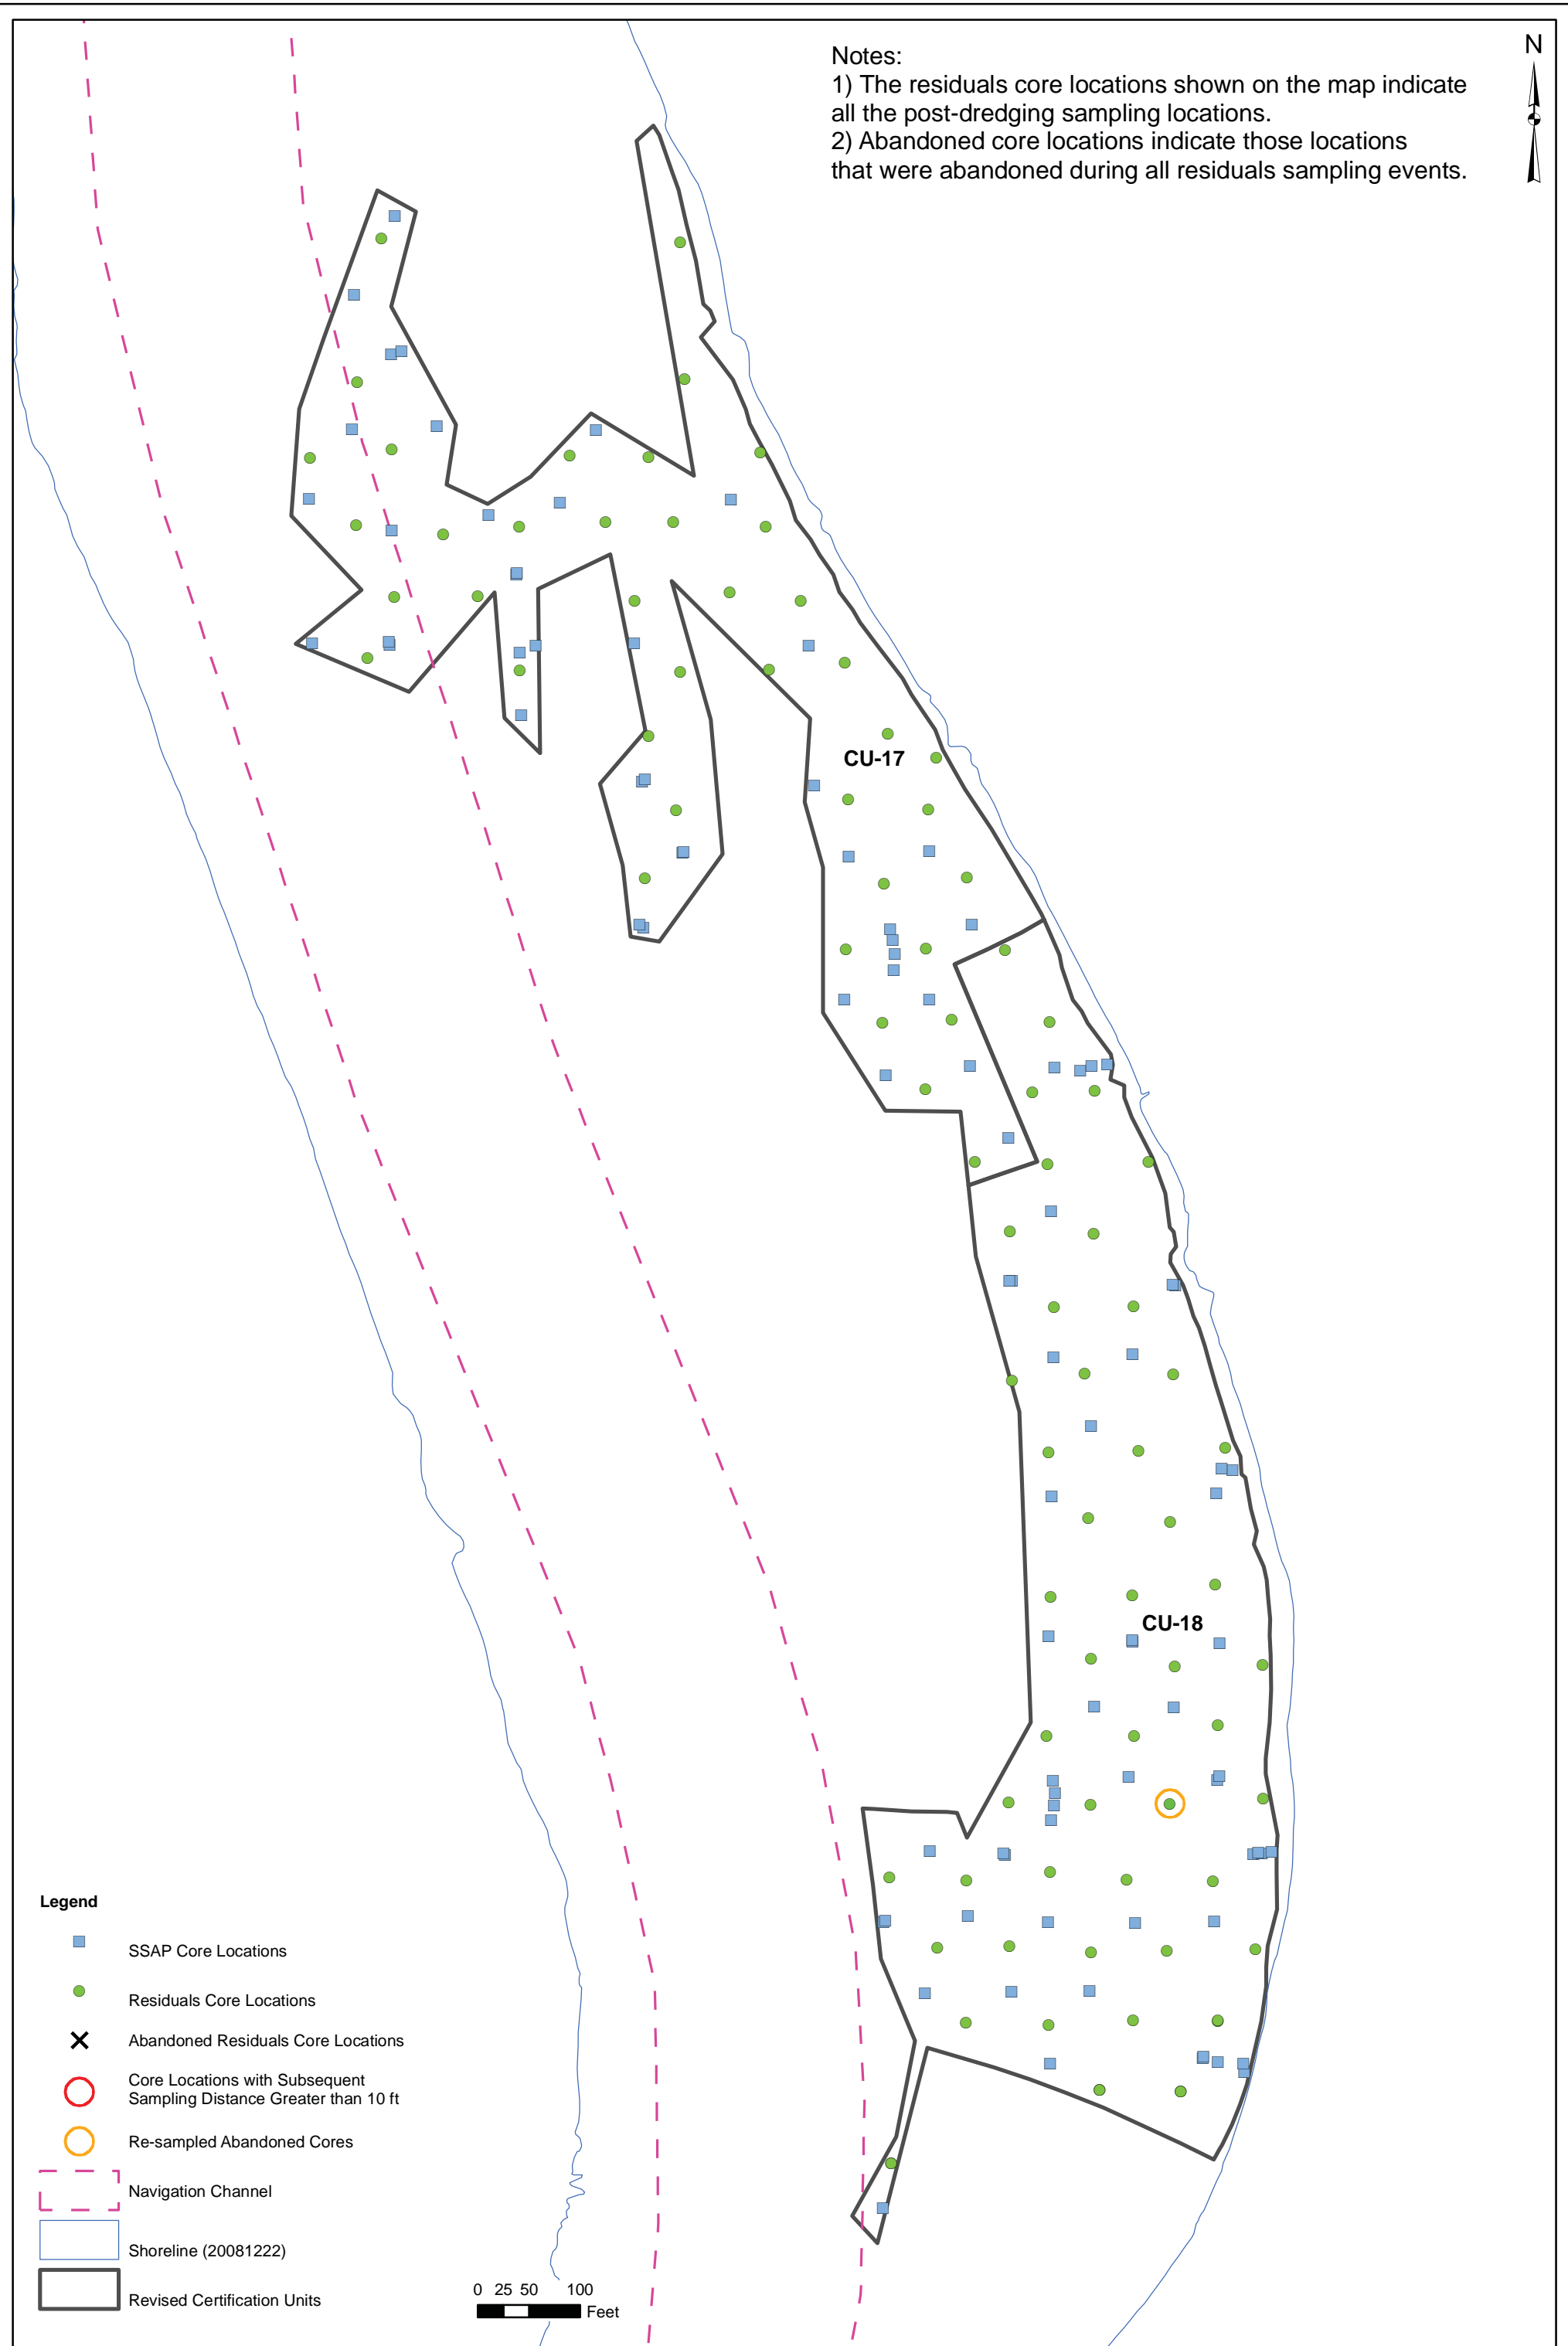 Notes:
1) The residuals core locations shown on the map indicate
all the post-dredging sampling locations.
2) Abandoned core locations indicate those locations
that were abandoned during all residuals sampling events.
N
CU-17
CU-18
Legend
SSAP Core Locations
Residuals Core Locations
Abandoned Residuals Core Locations
Core Locations with Subsequent
Sampling Distance Greater than 10 ft
Re-sampled Abandoned Cores
Navigation Channel
Shoreline (20081222)
Revised Certification Units
0 25 50 100
Feet